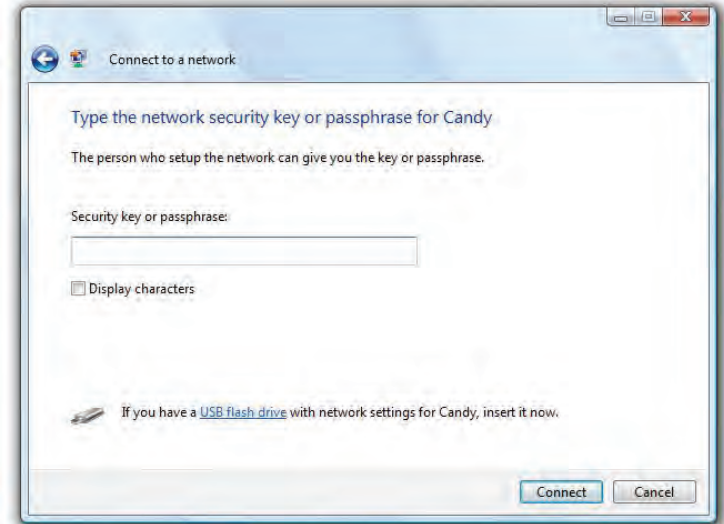 Connect to a network
Type the network security key or passphrase for Candy
The person who setup the network can give you the key or passphrase.
Security key or passphrase:
Display characters
If you have a USB flash drive with network settings for Candy, insert it now.
Connect
Cancel